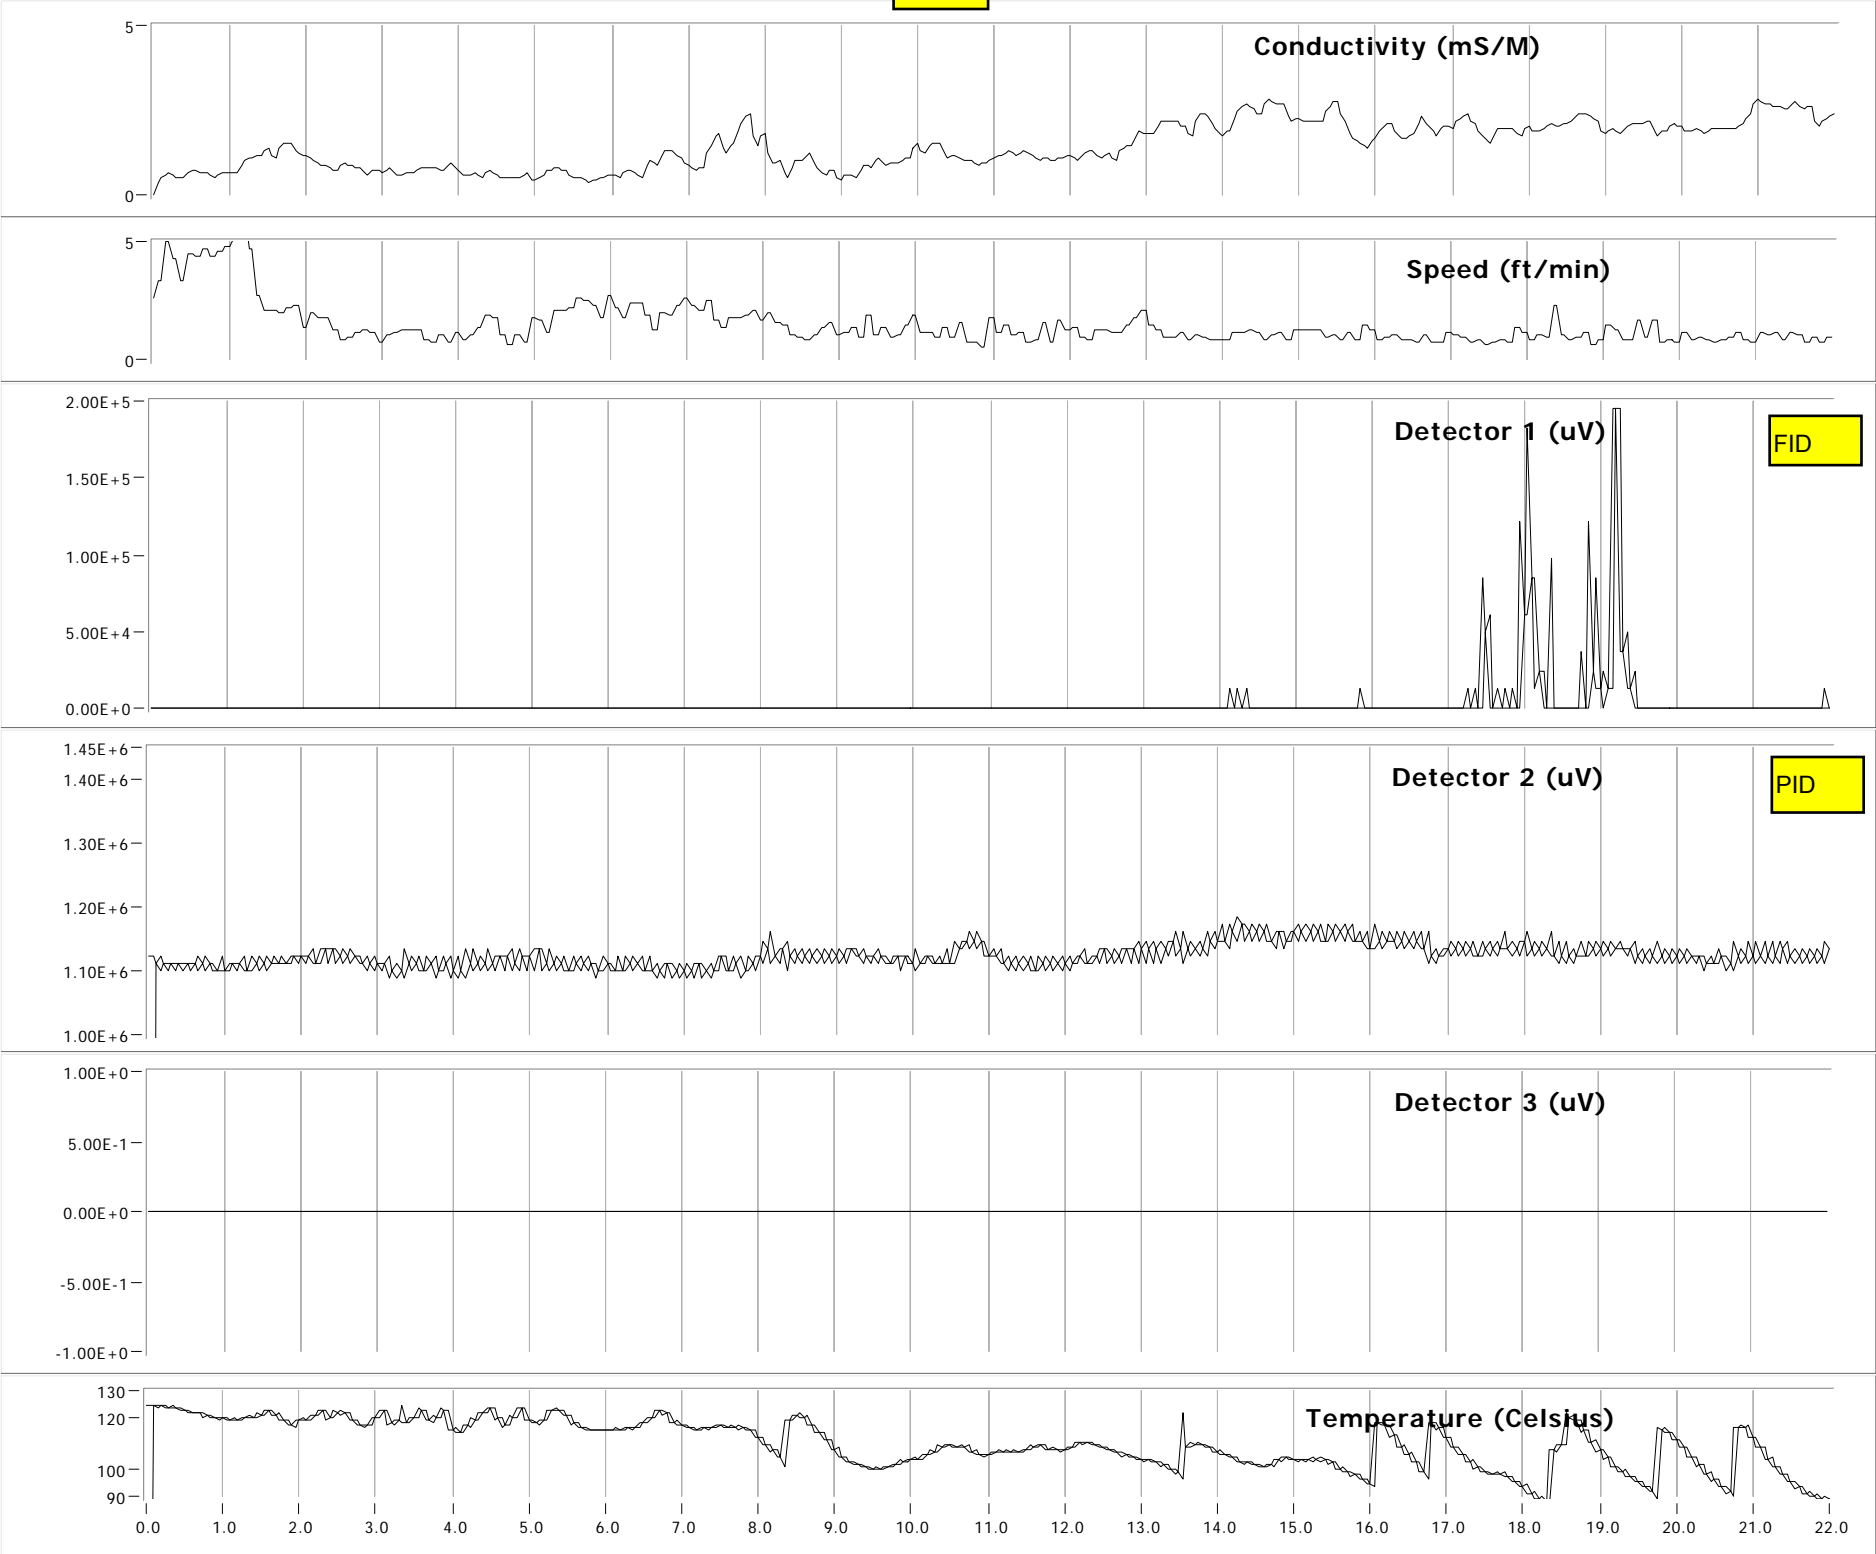 5
Conductivity (mS/M)
0
5
Speed (ft/min)
0
2.00E+5
Detector 1 (uV)
FID
1.50E+5
1.00E+5
5.00E+4
0.00E+0
1.45E+6
Detector 2 (uV)
PID
1.40E+6
1.30E+6
1.20E+6
1.10E+6
1.00E+6
1.00E+0
Detector 3 (uV)
5.00E-1
0.00E+0
-5.00E-1
-1.00E+0
130
120
Temperature (Celsius)
100
90
0.0 1.0 2.0 3.0 4.0 5.0 6.0 7.0 8.0 9.0 10.0 11.0 12.0 13.0 14.0 15.0 16.0 17.0 18.0 19.0 20.0 21.0 22.0